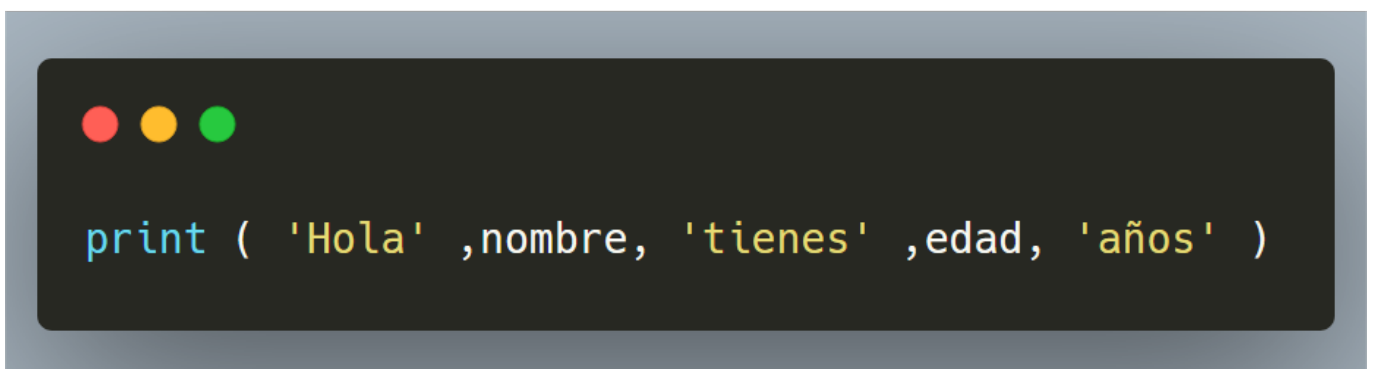 print ( 'Hola' ,nombre, 'tienes' ,edad, 'años' )